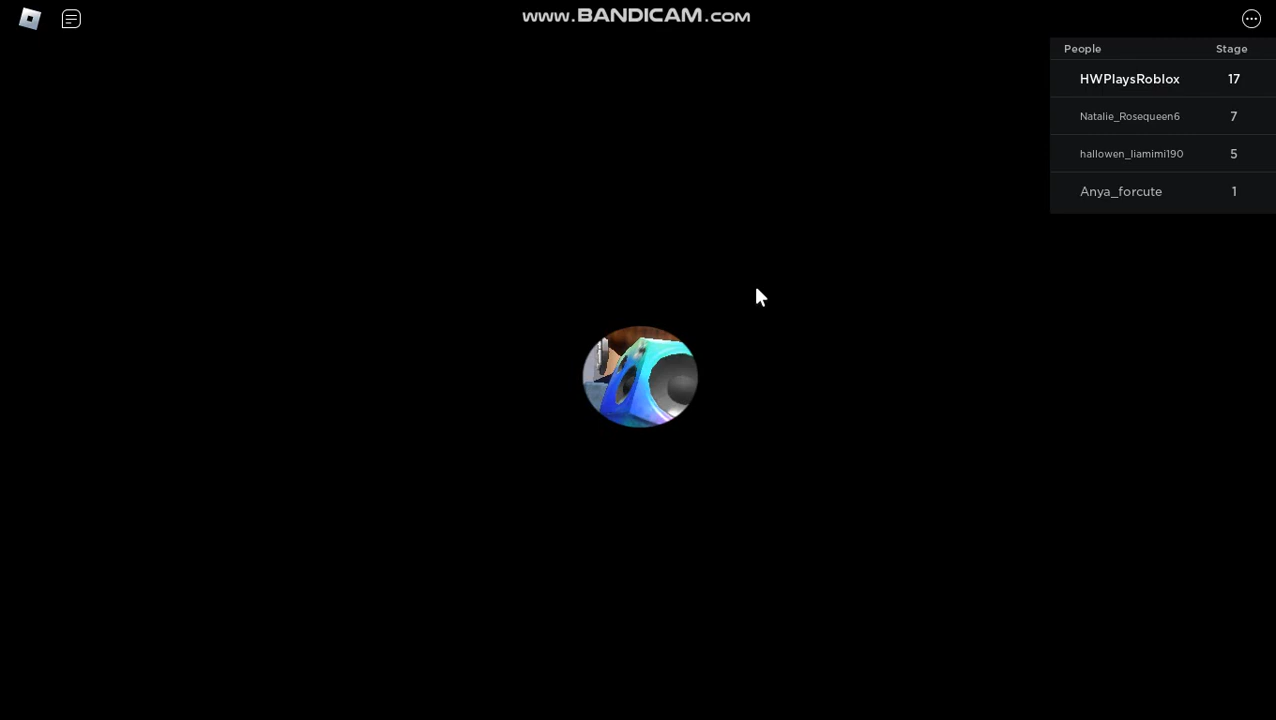 www.BANDICAM.COM
People Stage
HWPlaysRoblox 17
Natalie_Rosequeen6 7
hallowen_liamimi190 5
Anya_forcute 1